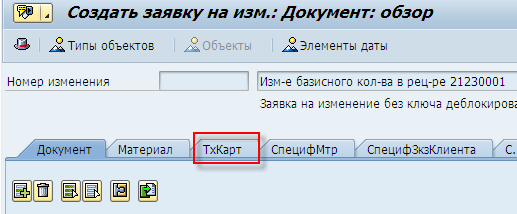 Создать заявку на изм.: Документ: обзор
Типы объектов Объекты Элементы даты
Номер изменения Изм-е базисного кол-ва в рец-ре 21230001
Заявка на изменение без ключа деблокирова
Документ Материал ТхКарт СпецифМтр СпецифЗкзКлиента С..